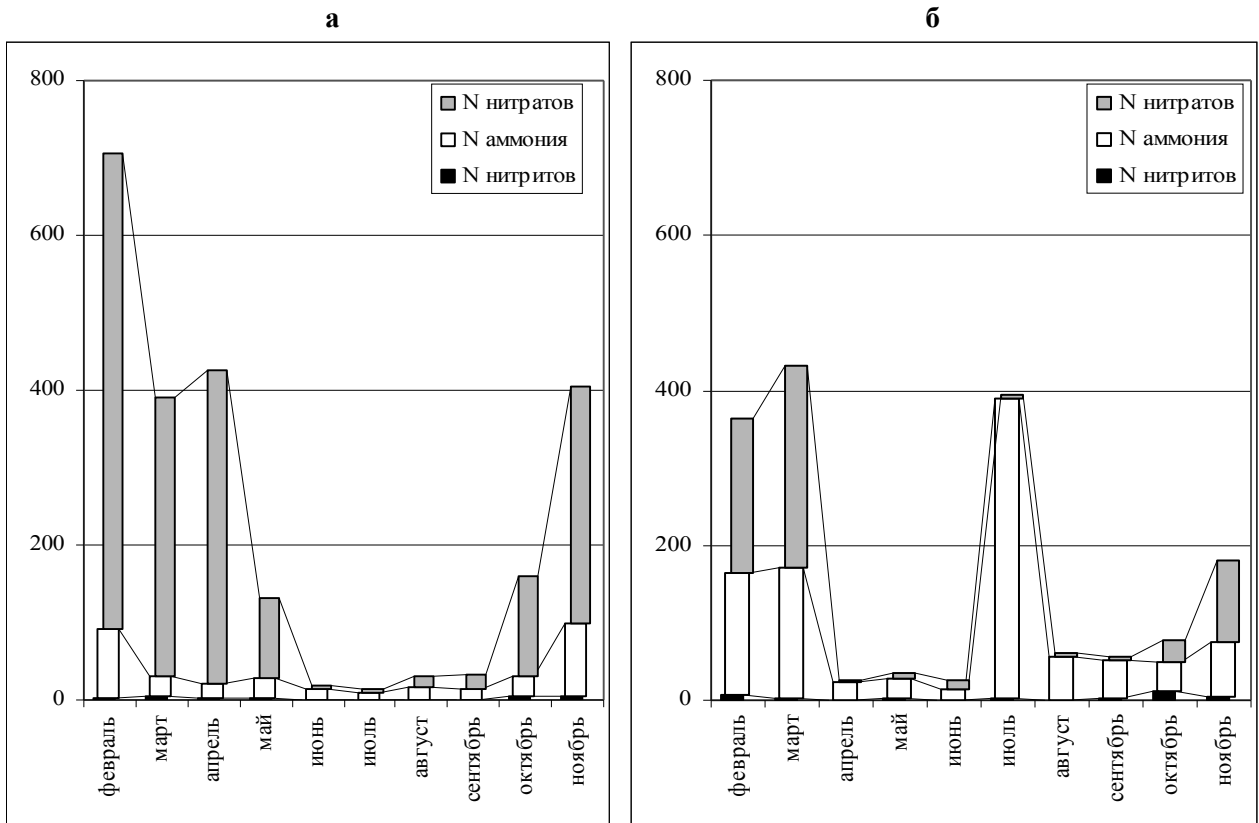 а
800
600
400
200
0
N нитратов
N аммония
N нитритов
февраль
март
апрель
май
июнь
июль
август
сентябрь
октябрь
ноябрь
б
800
600
400
200
0
N нитратов
N аммония
N нитритов
февраль
март
апрель
май
июнь
июль
август
сентябрь
октябрь
ноябрь